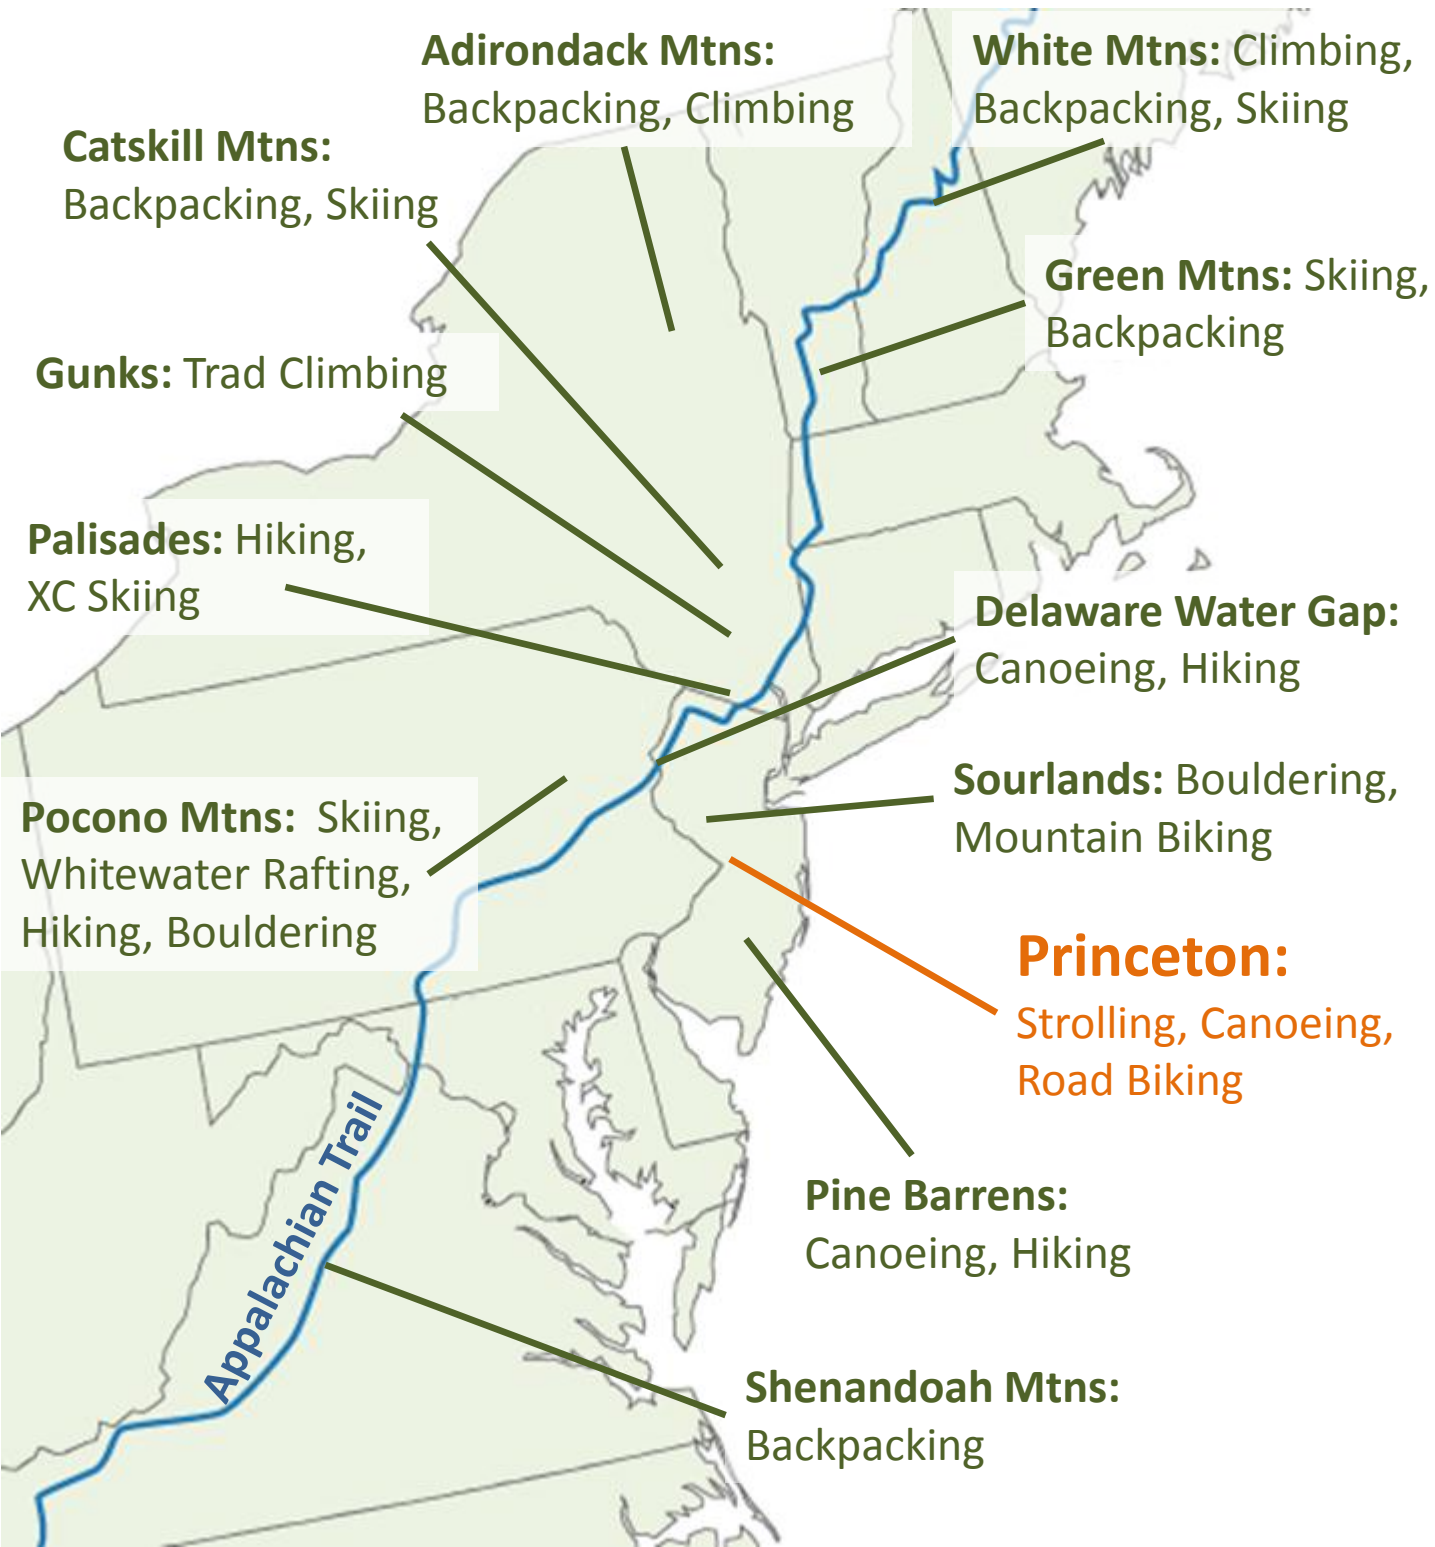 Adirondack Mtns:
Backpacking, Climbing
White Mtns: Climbing,
Backpacking, Skiing
Catskill Mtns:
Backpacking, Skiing
Green Mtns: Skiing,
Backpacking
Gunks: Trad Climbing
Palisades: Hiking,
XC Skiing
Delaware Water Gap:
Canoeing, Hiking
Sourlands: Bouldering,
Mountain Biking
Pocono Mtns: Skiing,
Whitewater Rafting,
Hiking, Bouldering
Princeton:
Strolling, Canoeing,
Road Biking
Appalachian Trail
Pine Barrens:
Canoeing, Hiking
Shenandoah Mtns:
Backpacking